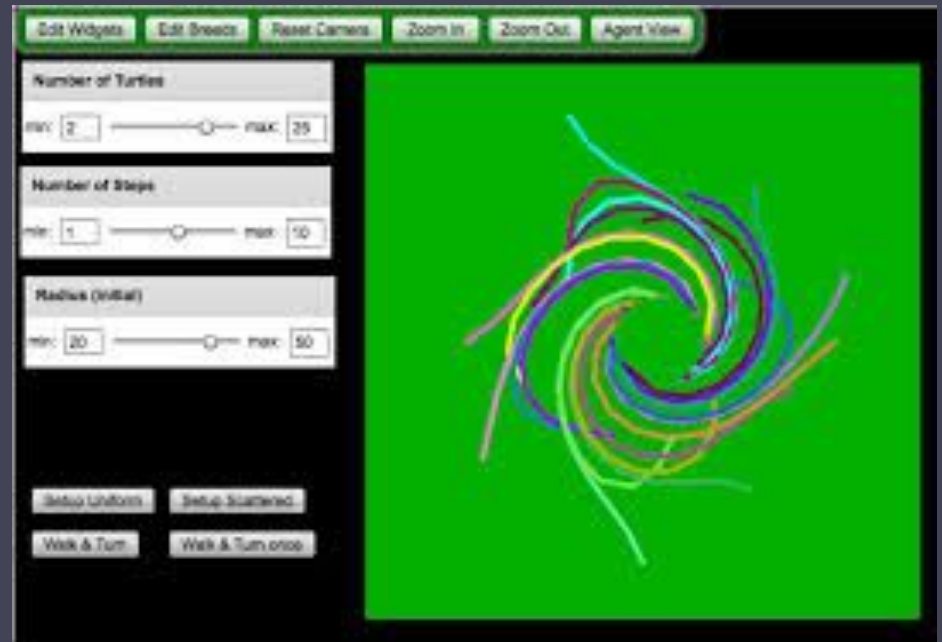 Edit Widgets Edit Breeds Reset Camera Zoom In Zoom Out Agent View
Number of Turtles
min: 2 max: 25
Number of Steps
min: 1 max: 10
Radius (Initial)
min: 20 max: 50
Setup Uniform Setup Scattered
Walk & Turn Walk & Turn once